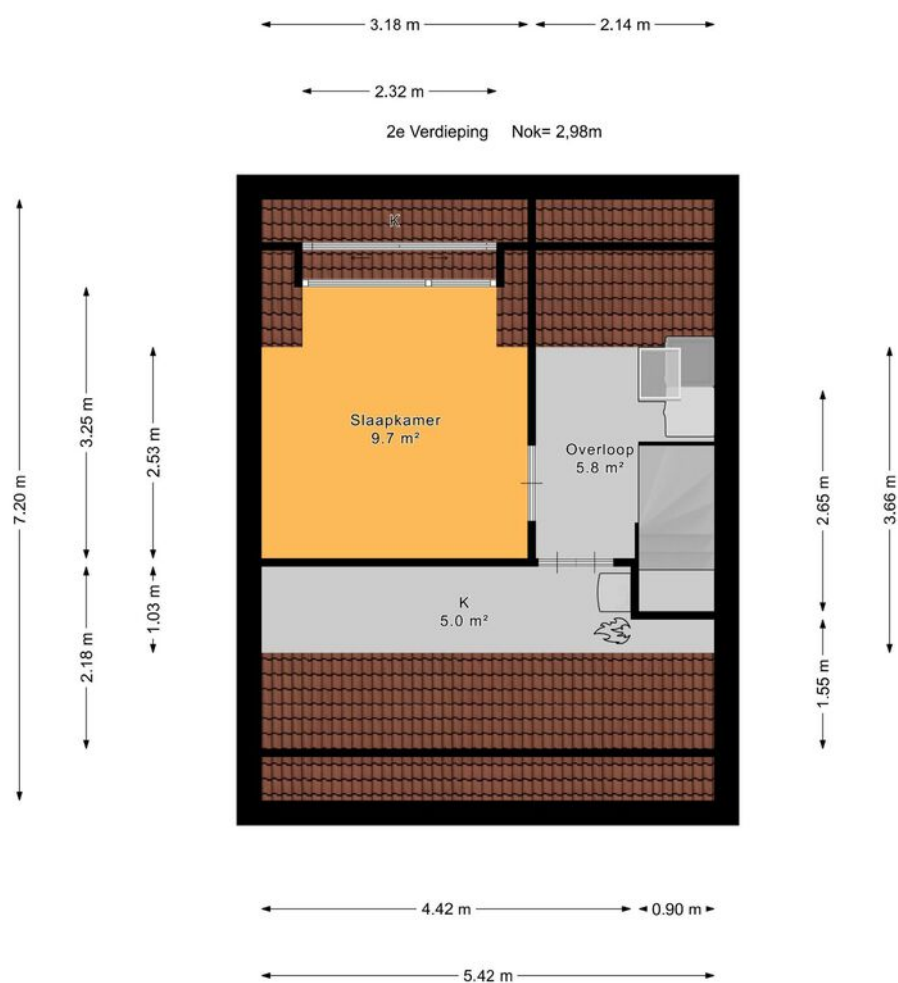 3.18 m
2.14 m
2.32 m
2e Verdieping Nok= 2,98m
K
Slaapkamer
9.7 m²
Overloop
5.8 m²
K
5.0 m²
7.20 m
3.25 m
2.18 m
2.53 m
1.03 m
2.65 m
1.55 m
3.66 m
4.42 m
0.90 m
5.42 m